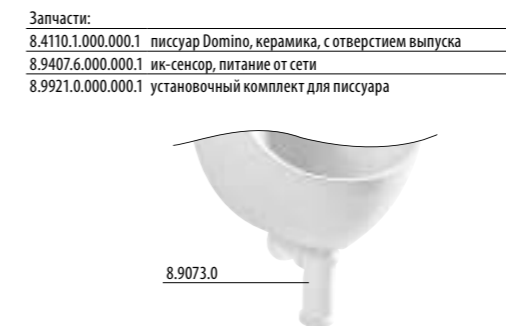 Запчасти:
8.4110.1.000.000.1 писсуар Domino, керамика, с отверстием выпуска
8.9407.6.000.000.1 ик-сенсор, питание от сети
8.9921.0.000.000.1 установочный комплект для писсуара
8.9073.0